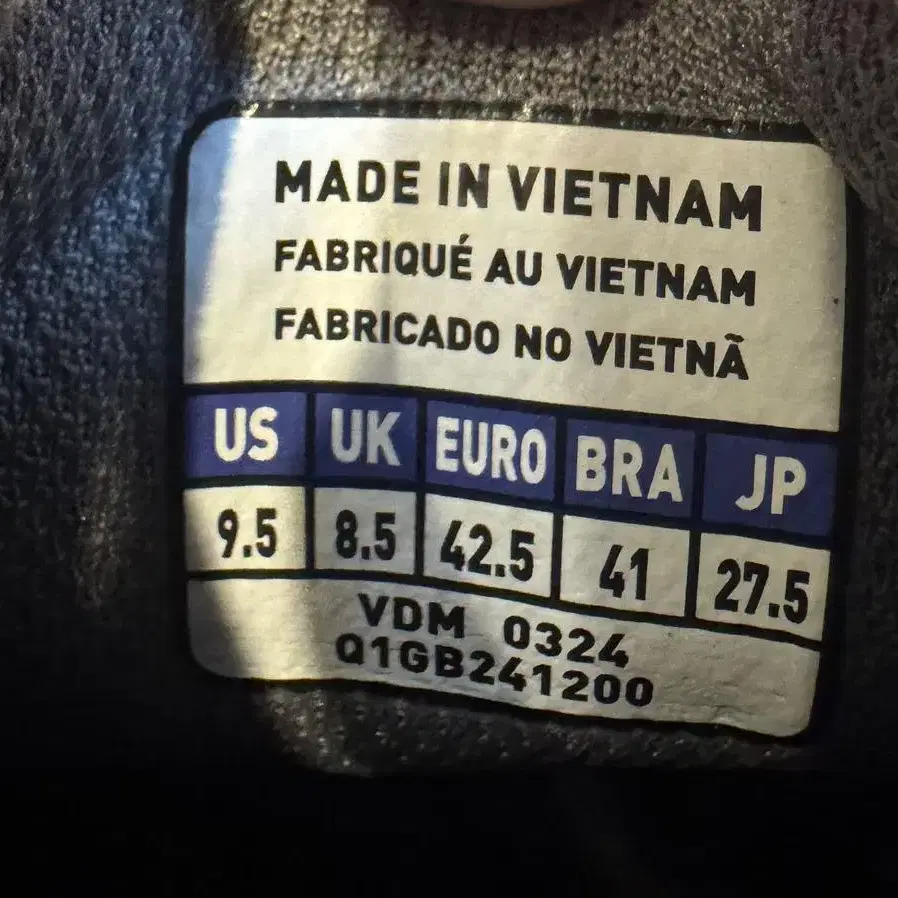 MADE IN VIETNAM
FABRIQUÉ AU VIETNAM
FABRICADO NO VIETNÃ
US UK EURO BRA JP
9.5 8.5 42.5 41 27.5
VDM 0324
Q1GB241200